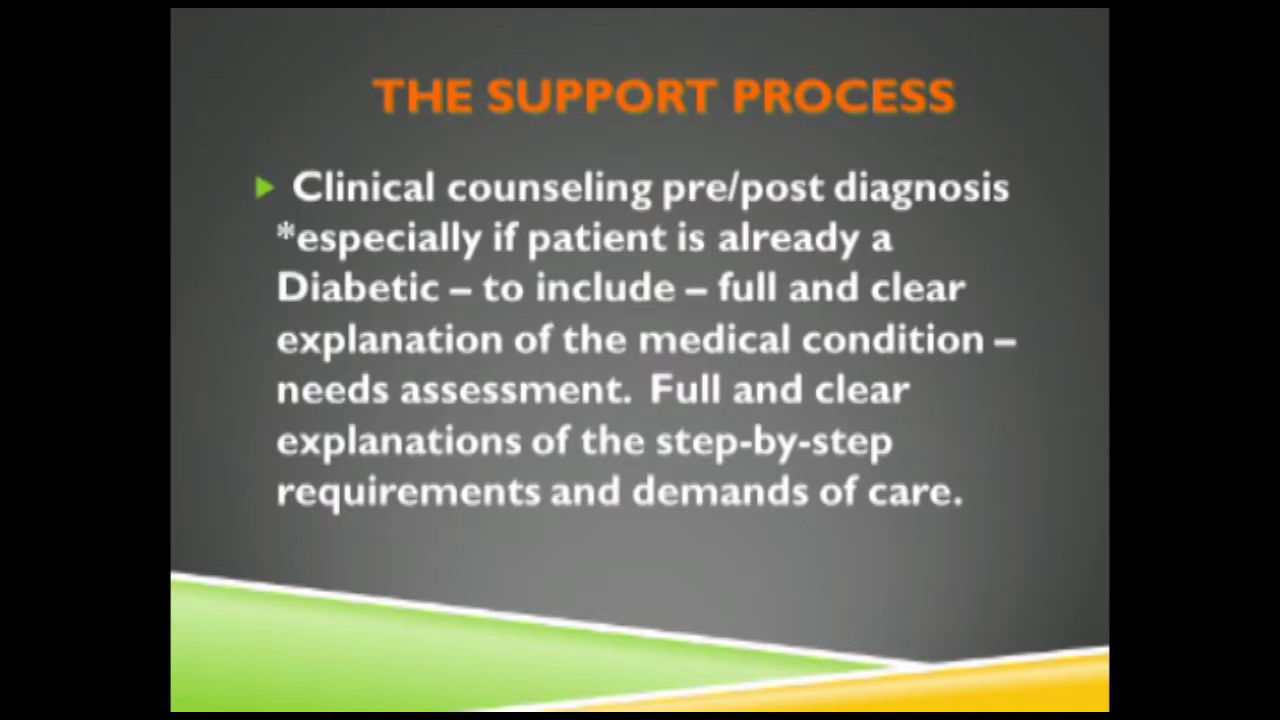 THE SUPPORT PROCESS
Clinical counseling pre/post diagnosis
*especially if patient is already a
Diabetic – to include – full and clear
explanation of the medical condition –
needs assessment.  Full and clear
explanations of the step-by-step
requirements and demands of care.